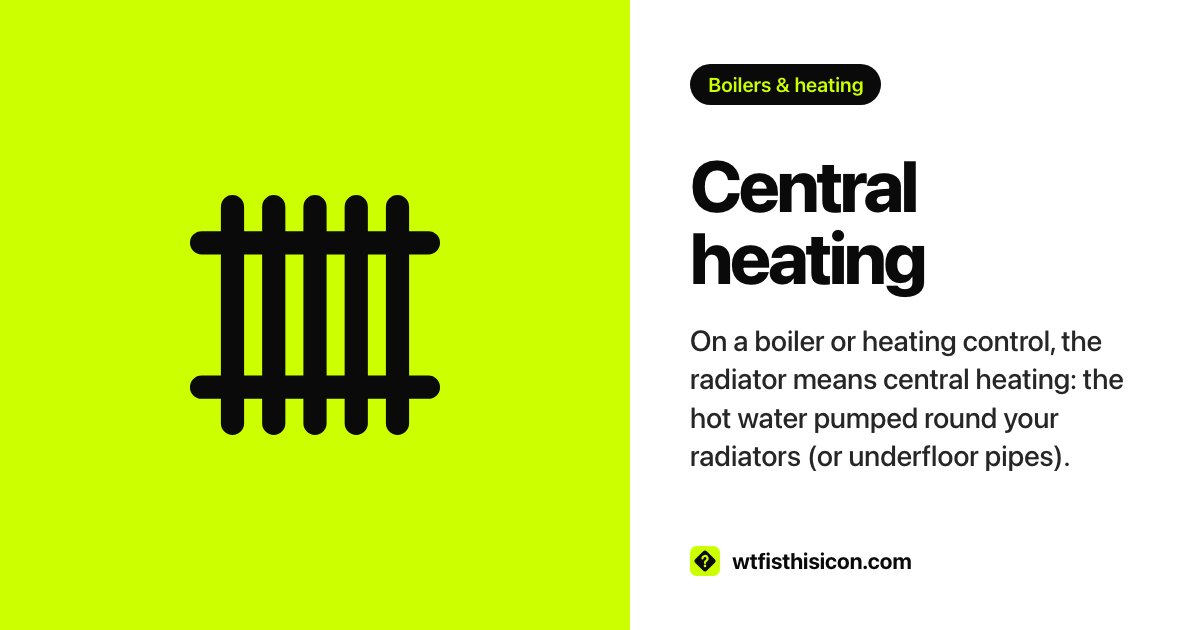 Boilers & heating
Central
heating
On a boiler or heating control, the
radiator means central heating: the
hot water pumped round your
radiators (or underfloor pipes).
?
wtfisthisicon.com